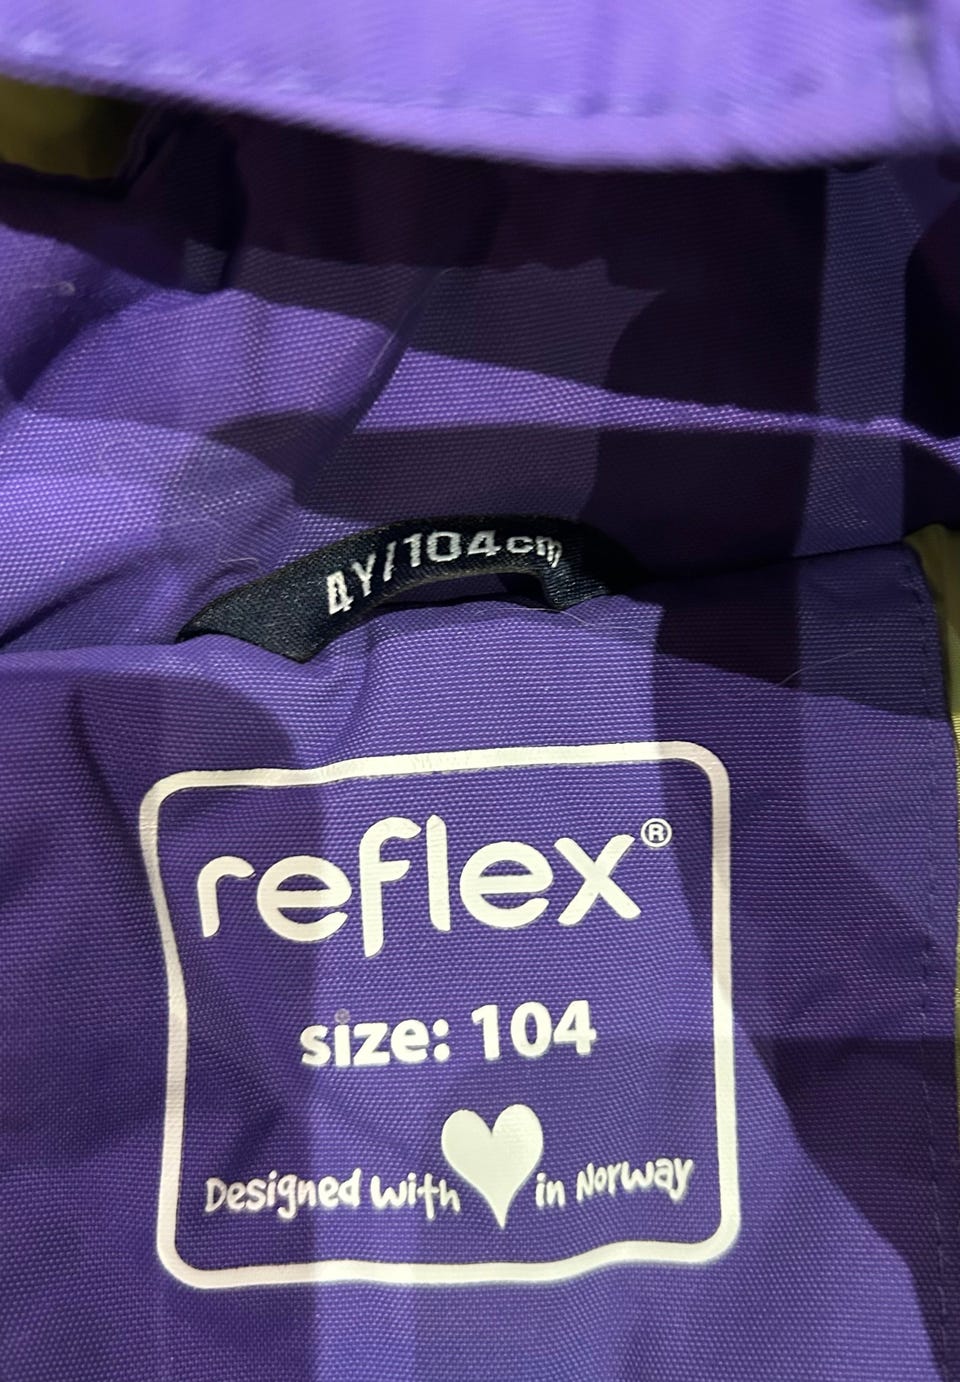 4Y/104cm
reflex®
size: 104
Designed with in Norway